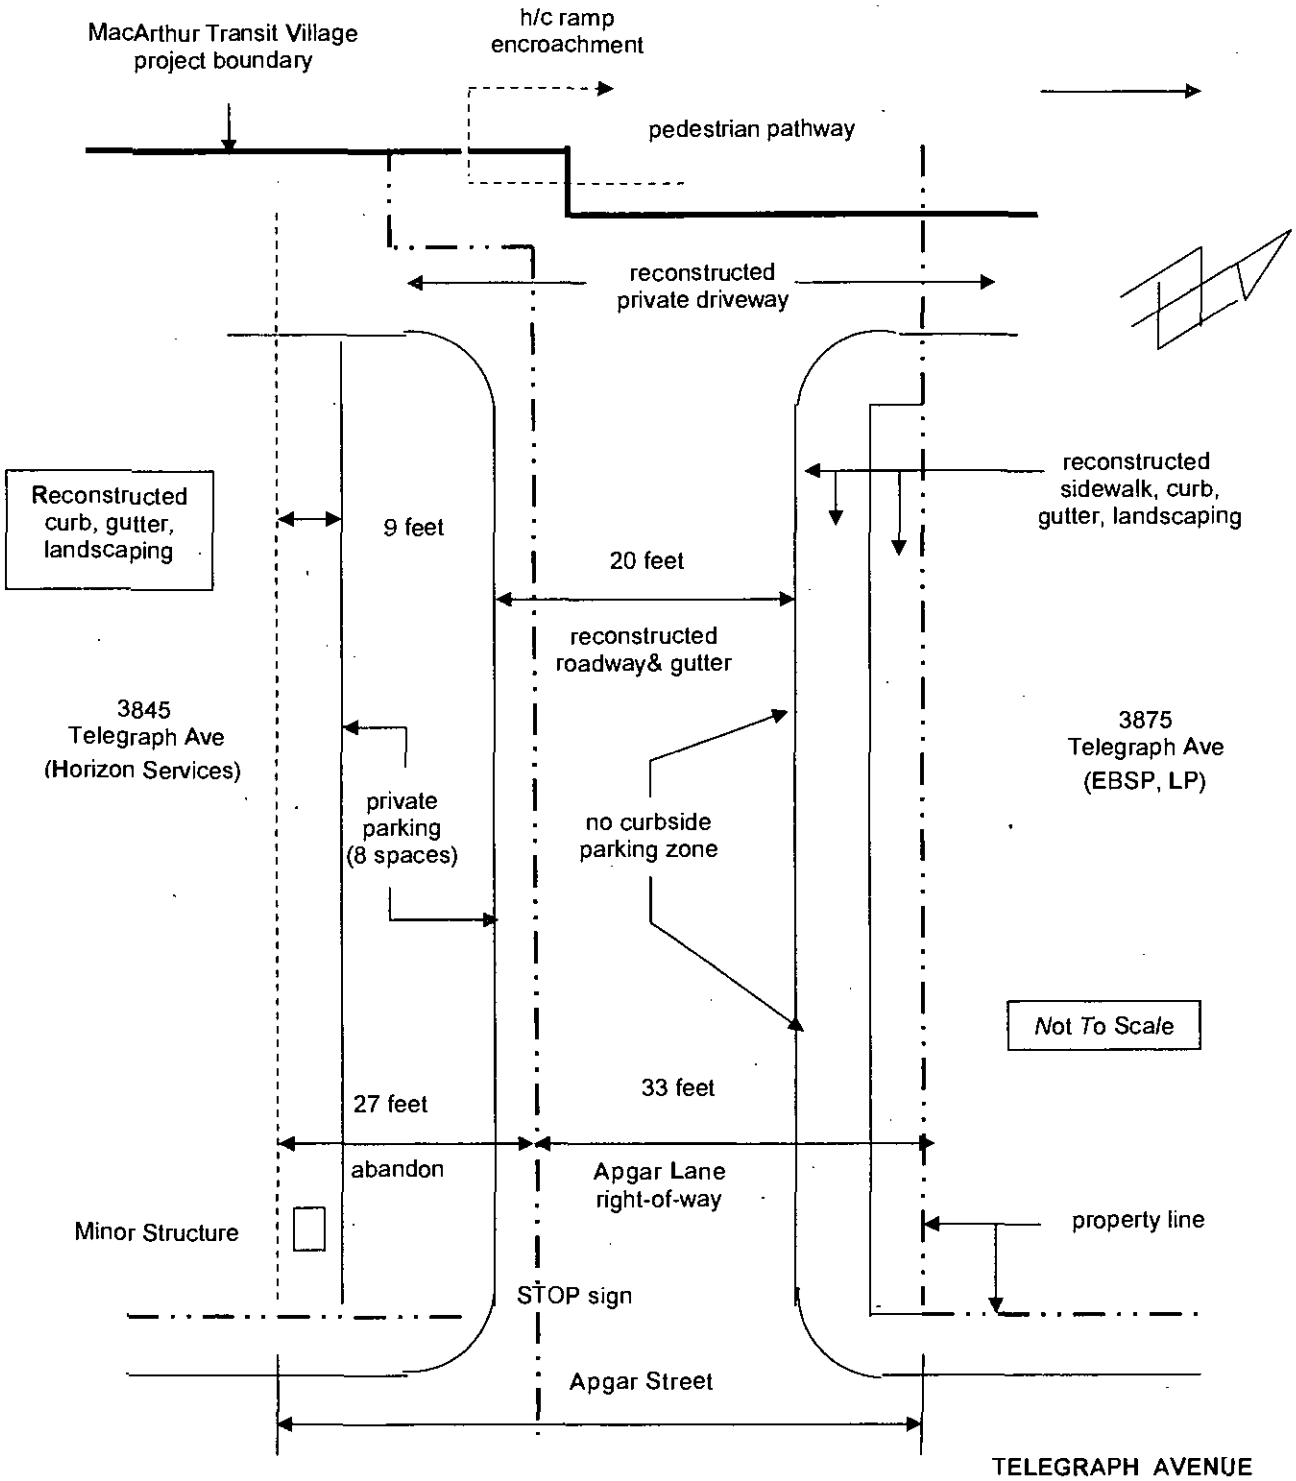 MacArthur Transit Village
project boundary
h/c ramp
encroachment
pedestrian pathway
reconstructed
private driveway
Reconstructed
curb, gutter,
landscaping
9 feet
20 feet
reconstructed
sidewalk, curb,
gutter, landscaping
reconstructed
roadway& gutter
3845
Telegraph Ave
(Horizon Services)
3875
Telegraph Ave
(EBSP, LP)
private
parking
(8 spaces)
no curbside
parking zone
Not To Scale
27 feet
33 feet
abandon
Apgar Lane
right-of-way
Minor Structure
property line
STOP sign
Apgar Street
TELEGRAPH AVENUE